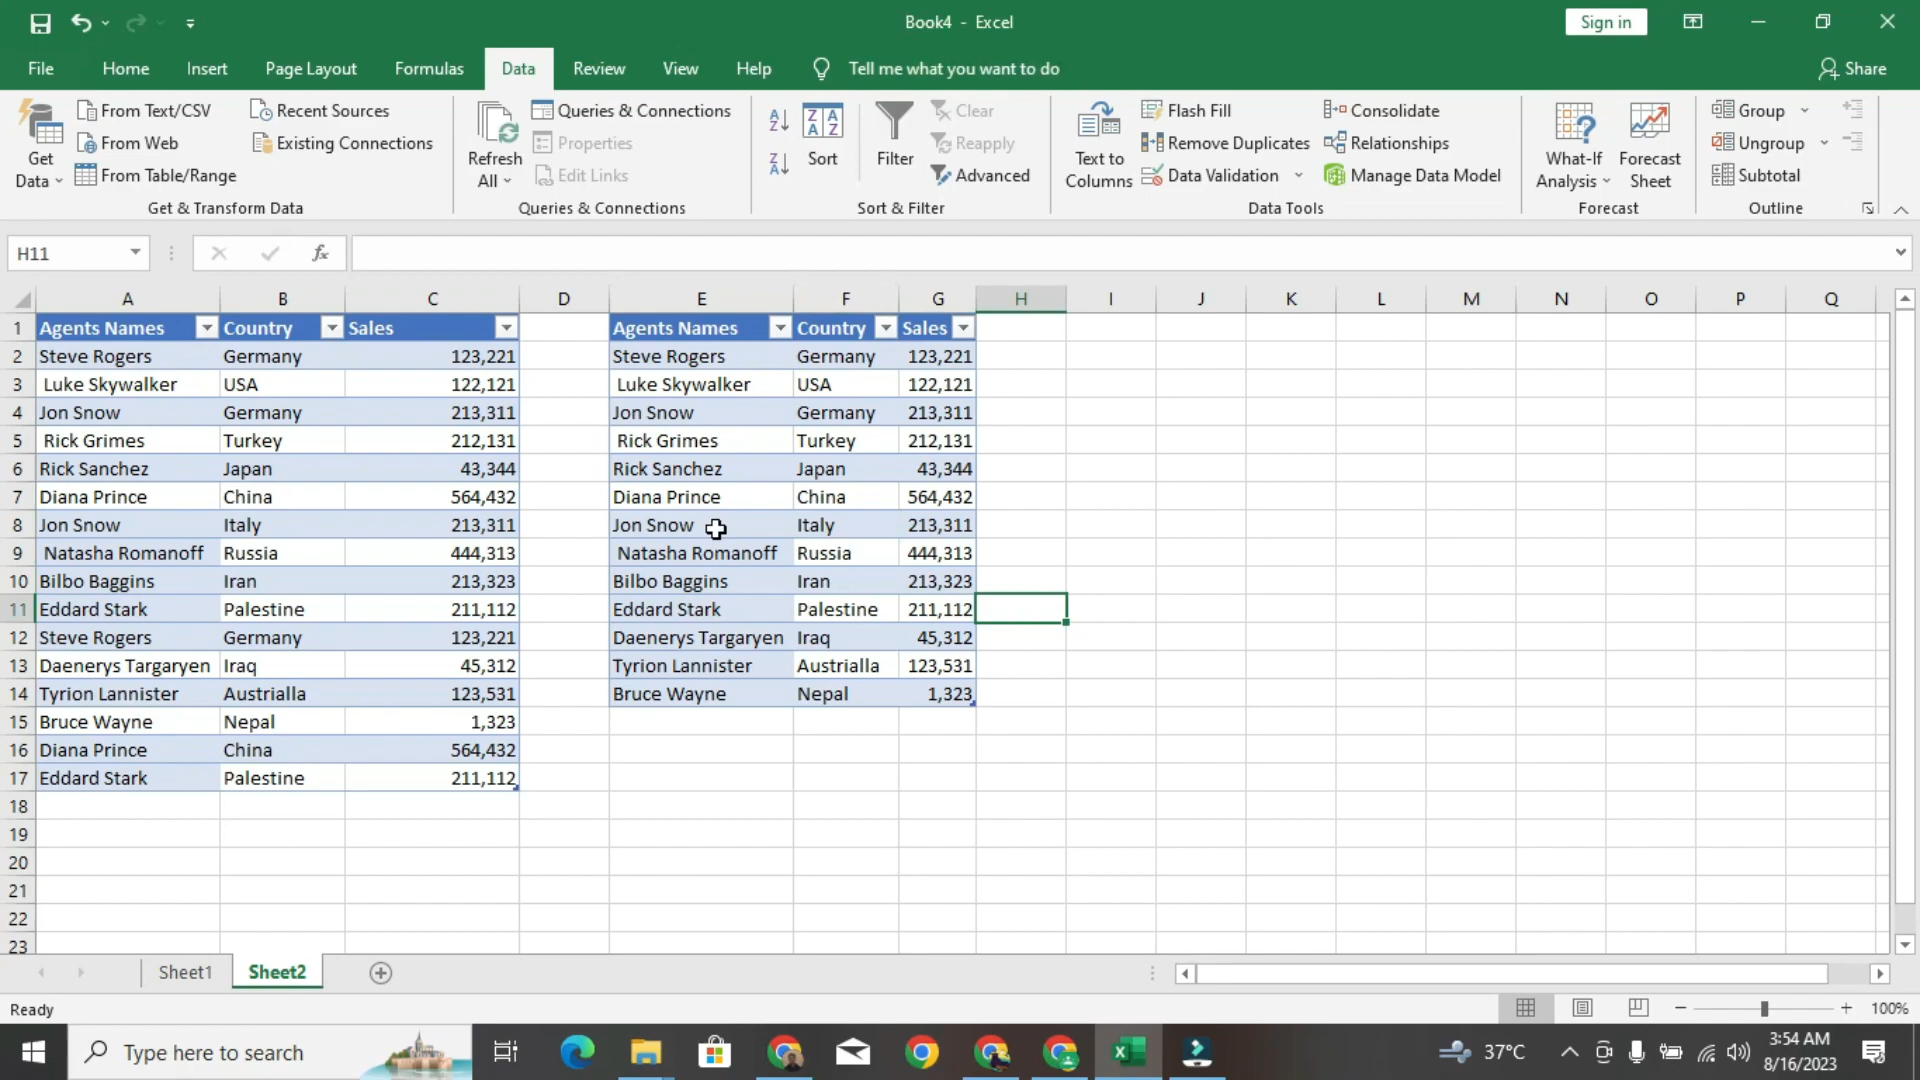 Book4 - Excel
Sign in
File Home Insert Page Layout Formulas Data Review View Help Tell me what you want to do Share
Get Data
From Text/CSV
From Web
From Table/Range
Recent Sources
Existing Connections
Get & Transform Data
Refresh All
Queries & Connections
Properties
Edit Links
Queries & Connections
Sort
Filter
Clear
Reapply
Advanced
Sort & Filter
Text to Columns
Flash Fill
Remove Duplicates
Data Validation
Consolidate
Relationships
Manage Data Model
Data Tools
What-If Analysis
Forecast Sheet
Forecast
Group
Ungroup
Subtotal
Outline
H11 fx
A B C D E F G H I J K L M N O P Q
1 Agents Names Country Sales Agents Names Country Sales
2 Steve Rogers Germany 123,221 Steve Rogers Germany 123,221
3 Luke Skywalker USA 122,121 Luke Skywalker USA 122,121
4 Jon Snow Germany 213,311 Jon Snow Germany 213,311
5 Rick Grimes Turkey 212,131 Rick Grimes Turkey 212,131
6 Rick Sanchez Japan 43,344 Rick Sanchez Japan 43,344
7 Diana Prince China 564,432 Diana Prince China 564,432
8 Jon Snow Italy 213,311 Jon Snow Italy 213,311
9 Natasha Romanoff Russia 444,313 Natasha Romanoff Russia 444,313
10 Bilbo Baggins Iran 213,323 Bilbo Baggins Iran 213,323
11 Eddard Stark Palestine 211,112 Eddard Stark Palestine 211,112
12 Steve Rogers Germany 123,221 Daenerys Targaryen Iraq 45,312
13 Daenerys Targaryen Iraq 45,312 Tyrion Lannister Austrialla 123,531
14 Tyrion Lannister Austrialla 123,531 Bruce Wayne Nepal 1,323
15 Bruce Wayne Nepal 1,323
16 Diana Prince China 564,432
17 Eddard Stark Palestine 211,112
18
19
20
21
22
23
Sheet1 Sheet2
Ready 100%
Type here to search 37°C 3:54 AM
8/16/2023